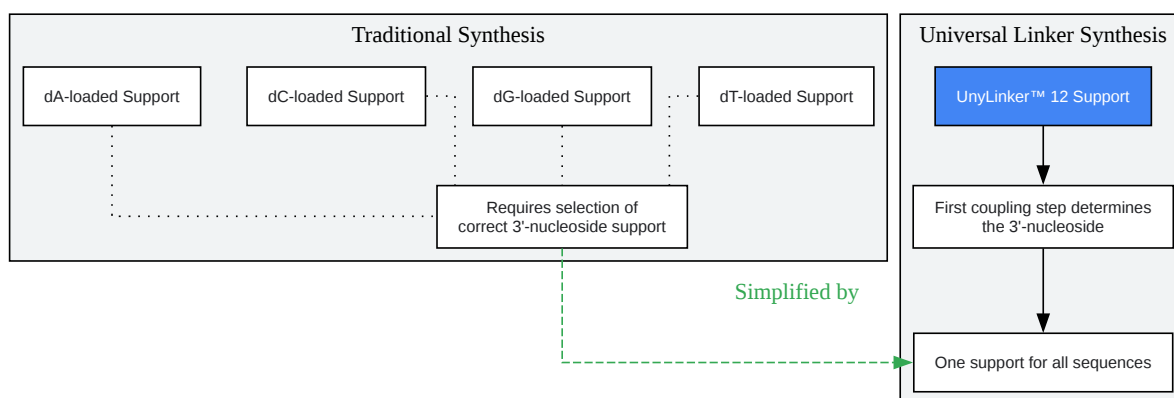 Traditional Synthesis
dA-loaded Support
dC-loaded Support
dG-loaded Support
dT-loaded Support
Requires selection of
correct 3'-nucleoside support
Simplified by
Universal Linker Synthesis
UnyLinker™ 12 Support
First coupling step determines
the 3'-nucleoside
One support for all sequences